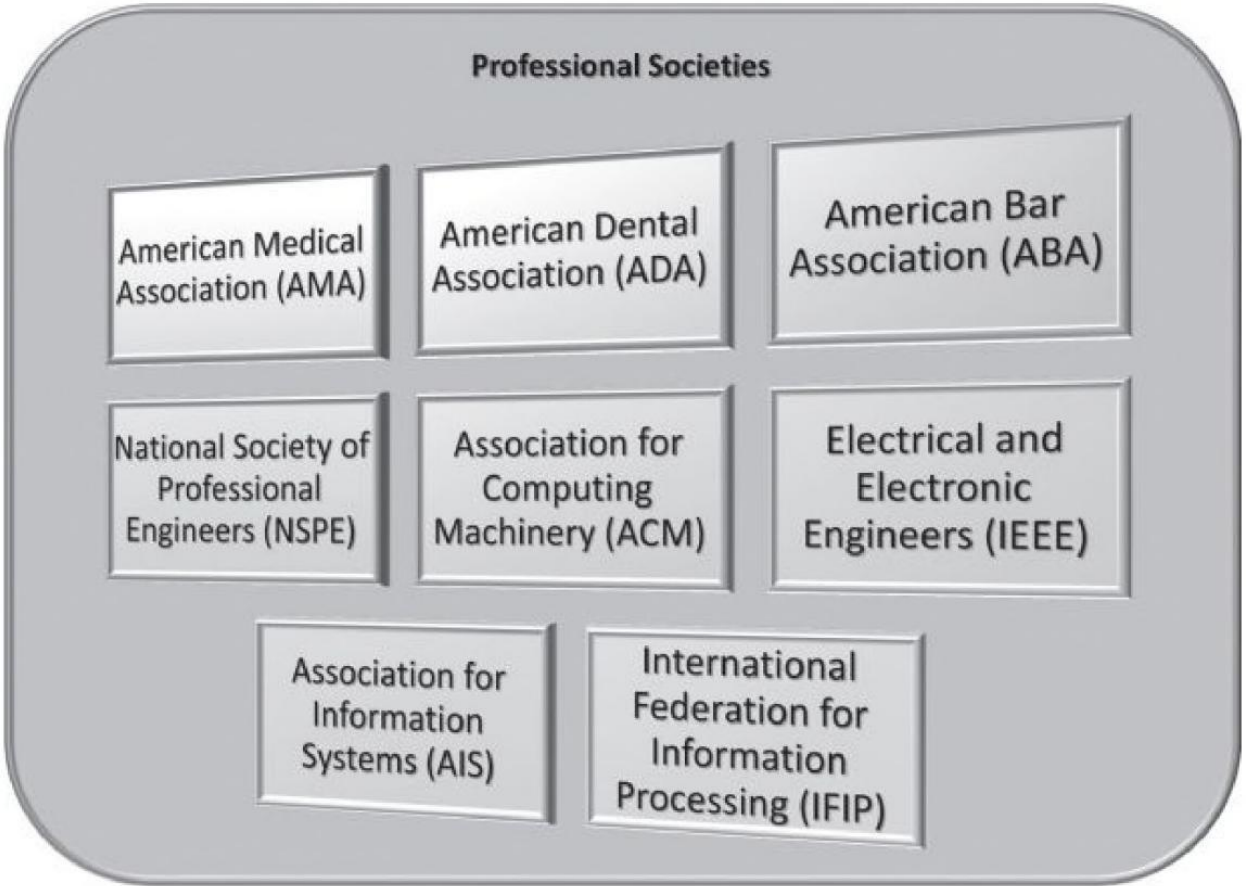 Professional Societies
American Medical
Association (AMA)
American Dental
Association (ADA)
American Bar
Association (ABA)
National Society of
Professional
Engineers (NSPE)
Association for
Computing
Machinery (ACM)
Electrical and
Electronic
Engineers (IEEE)
Association for
Information
Systems (AIS)
International
Federation for
Information
Processing (IFIP)